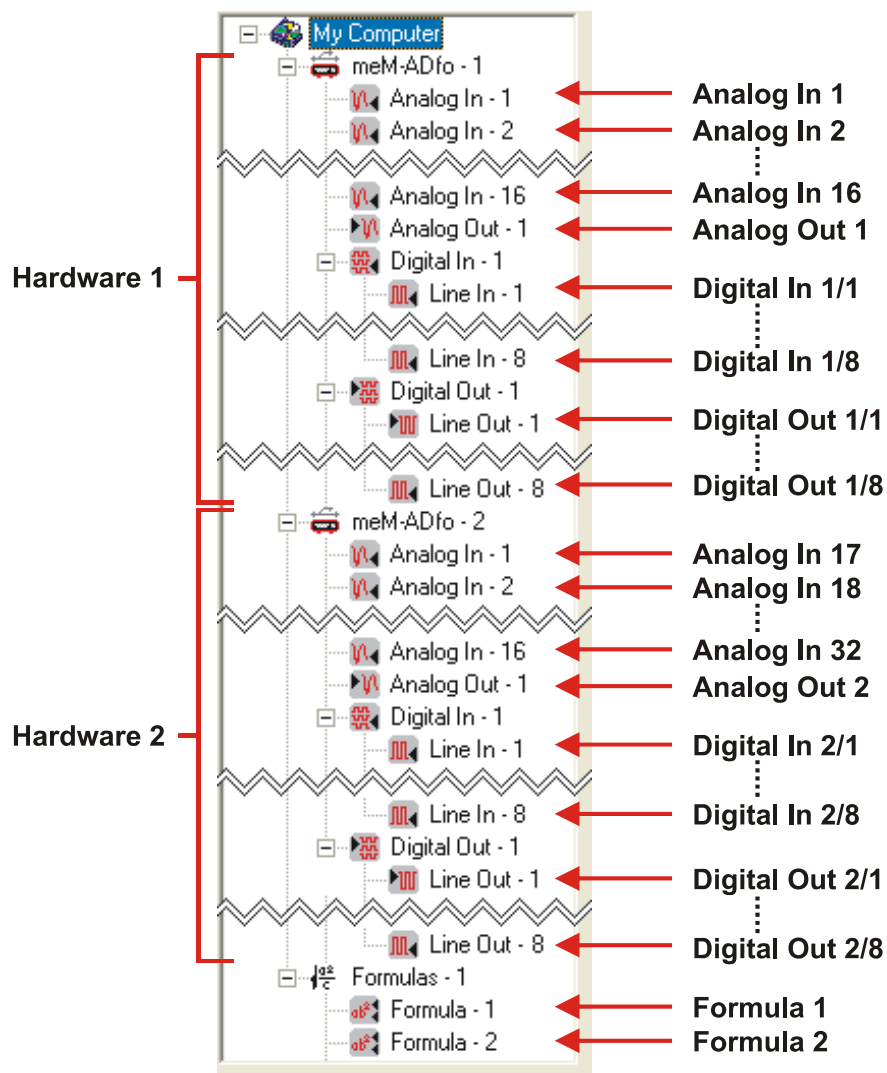 My Computer
meM-ADfo - 1
Analog In - 1 Analog In 1
Analog In - 2 Analog In 2
Analog In - 16 Analog In 16
Analog Out - 1 Analog Out 1
Digital In - 1
Hardware 1
Line In - 1 Digital In 1/1
Line In - 8 Digital In 1/8
Digital Out - 1
Line Out - 1 Digital Out 1/1
Line Out - 8 Digital Out 1/8
meM-ADfo - 2
Analog In - 1 Analog In 17
Analog In - 2 Analog In 18
Analog In - 16 Analog In 32
Analog Out - 1 Analog Out 2
Digital In - 1
Hardware 2
Line In - 1 Digital In 2/1
Line In - 8 Digital In 2/8
Digital Out - 1
Line Out - 1 Digital Out 2/1
Line Out - 8 Digital Out 2/8
Formulas - 1
Formula - 1 Formula 1
Formula - 2 Formula 2